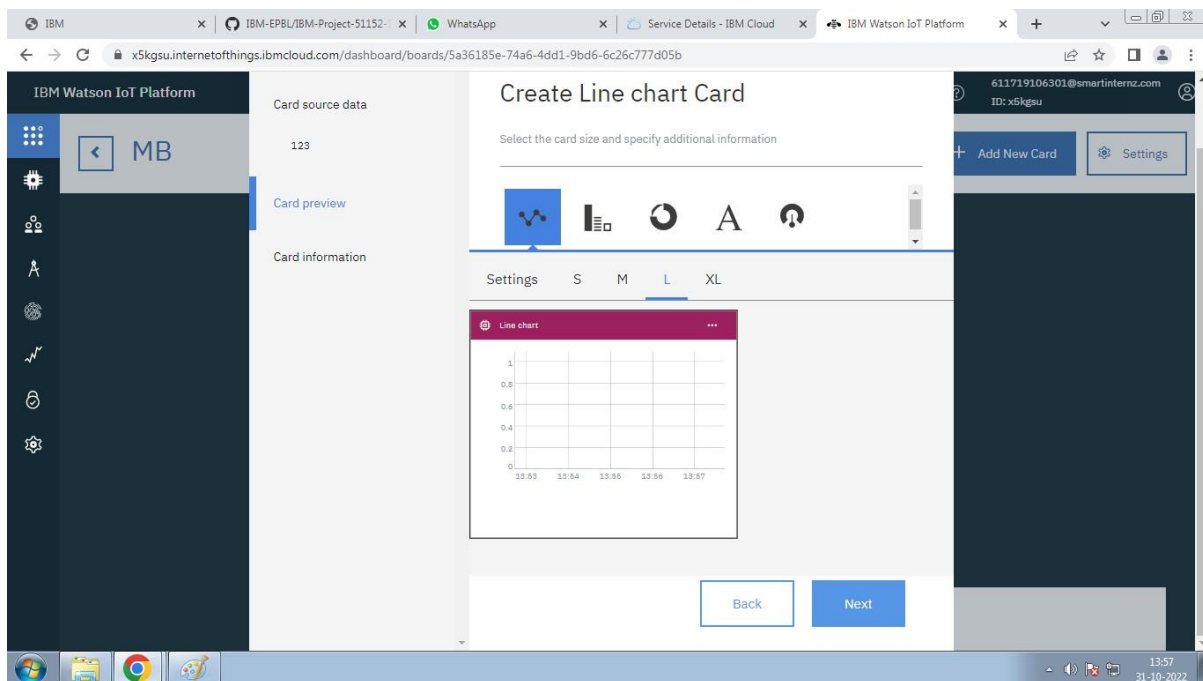 IBM
IBM-EPBL/IBM-Project-51152-
WhatsApp
Service Details - IBM Cloud
IBM Watson IoT Platform
x5kgsu.internetofthings.ibmcloud.com/dashboard/boards/5a36185e-74a6-4dd1-9bd6-6c26c777d05b
IBM Watson IoT Platform
611719106301@smartinternz.com
ID: x5kgsu
MB
Add New Card
Settings
Card source data
123
Card preview
Card information
Create Line chart Card
Select the card size and specify additional information
A
Settings S M L XL
Line chart
1
0.8
0.6
0.4
0.2
0
13:53 13:54 13:55 13:56 13:57
Back Next
13:57
31-10-2022